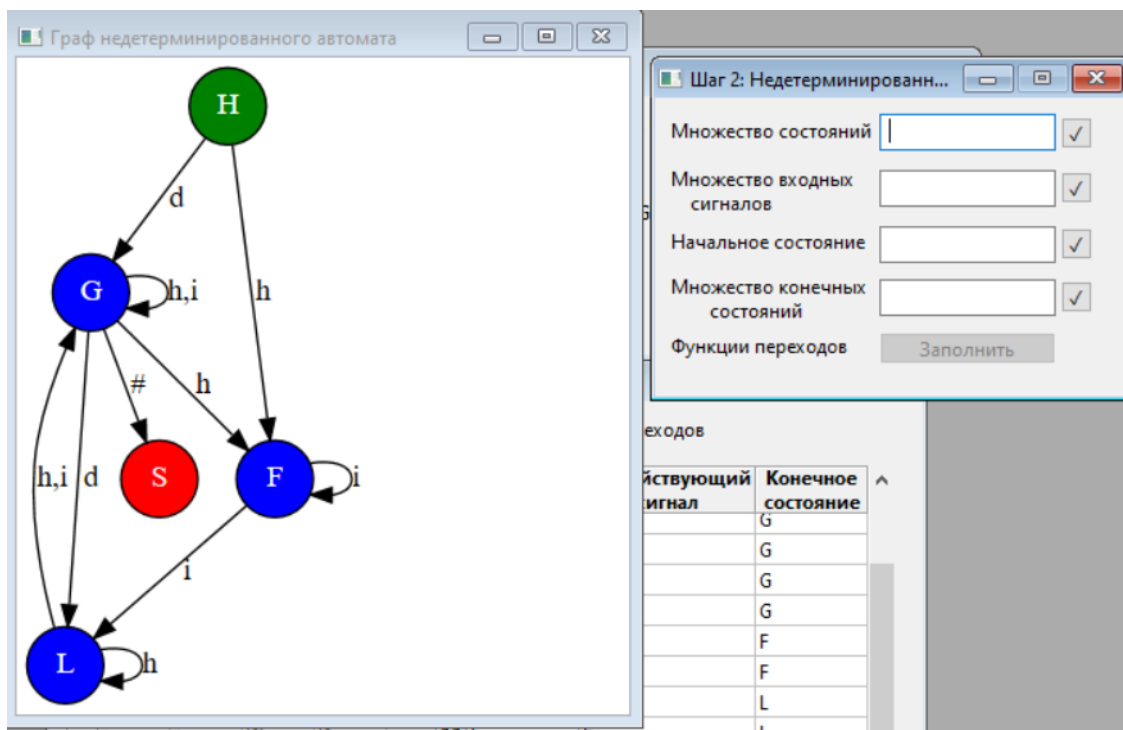 Граф недетерминированного автомата
H
d
G
h,i
h
#
h
h,i
d
S
F
i
i
L
h
Шаг 2: Недетерминированн...
Множество состояний
Множество входных
сигналов
Начальное состояние
Множество конечных
состояний
Функции переходов
Заполнить
еходов
йствующий
игнал
Конечное
состояние
G
G
G
G
F
F
L